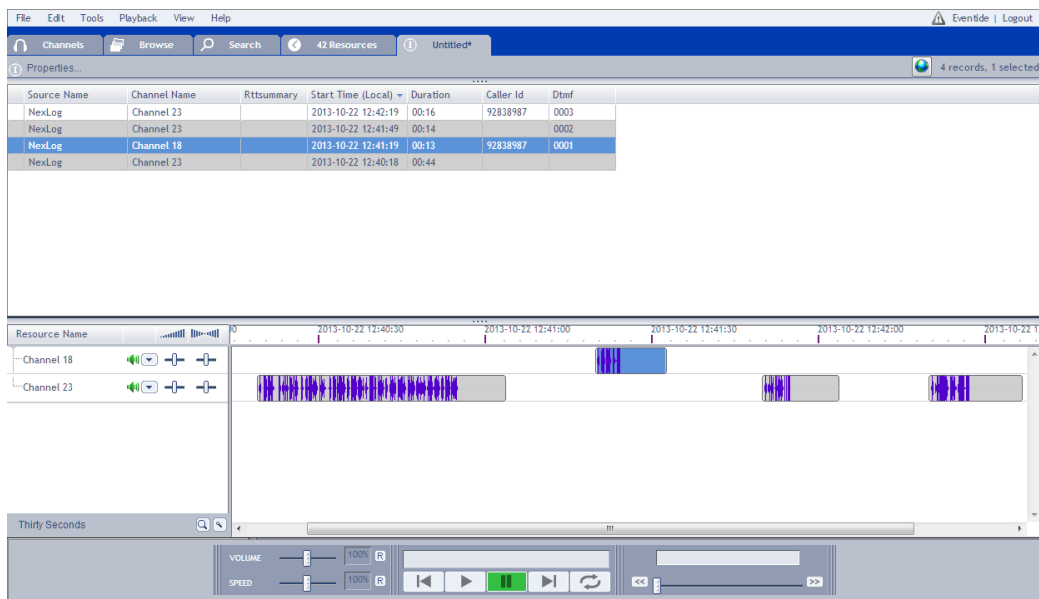 File Edit Tools Playback View Help Eventide | Logout
Channels Browse Search 42 Resources Untitled*
Properties... 4 records, 1 selected
Source Name Channel Name Rttsummary Start Time (Local) Duration Caller Id Dtmf
NexLog Channel 23 2013-10-22 12:42:19 00:16 92838987 0003
NexLog Channel 23 2013-10-22 12:41:49 00:14 0002
NexLog Channel 18 2013-10-22 12:41:19 00:13 92838987 0001
NexLog Channel 23 2013-10-22 12:40:18 00:44
Resource Name 0 2013-10-22 12:40:30 2013-10-22 12:41:00 2013-10-22 12:41:30 2013-10-22 12:42:00 2013-10-22 1
Channel 18
Channel 23
Thirty Seconds
VOLUME 100% R
SPEED 100% R << >>